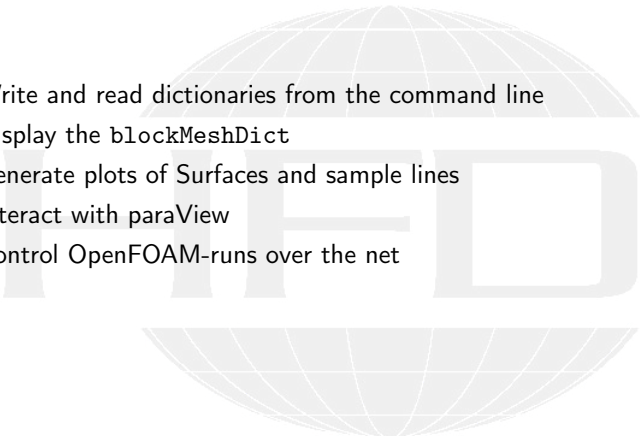 rite and read dictionaries from the command line
splay the blockMeshDict
enerate plots of Surfaces and sample lines
teract with paraView
ontrol OpenFOAM-runs over the net
HFD